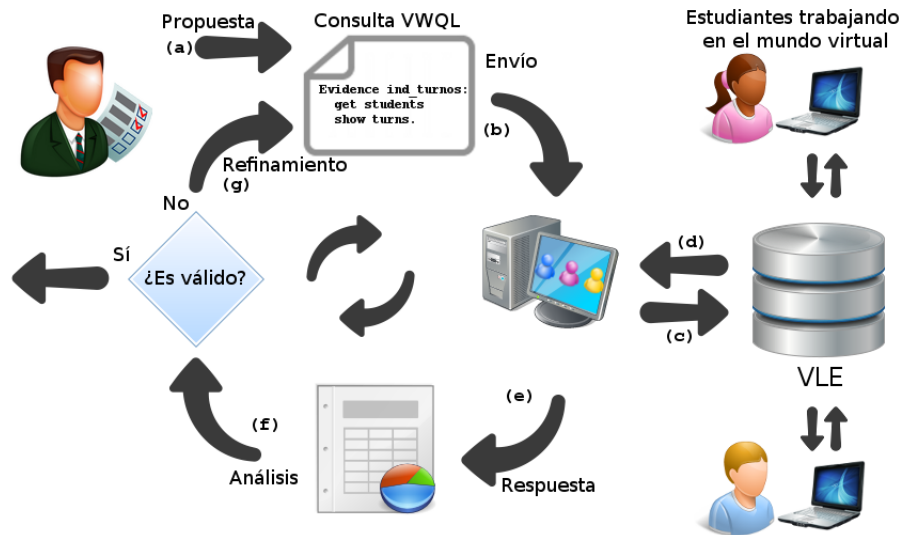 Propuesta
(a)
Consulta VWQL
Evidence ind_turnos:
get students
show turns.
Envío
(b)
Estudiantes trabajando
en el mundo virtual
Refinamiento
(g)
No
Sí
¿Es válido?
(d)
(c)
VLE
(e)
Respuesta
(f)
Análisis